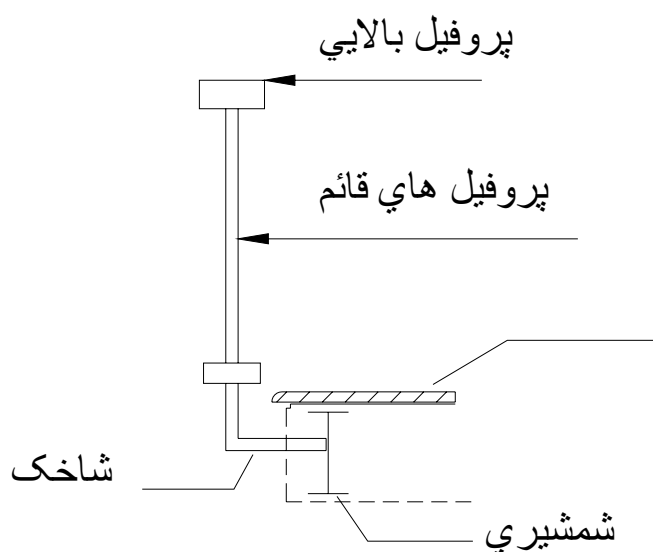 پروفيل بالايي
پروفيل هاي قائم
شاخک
شمشيري